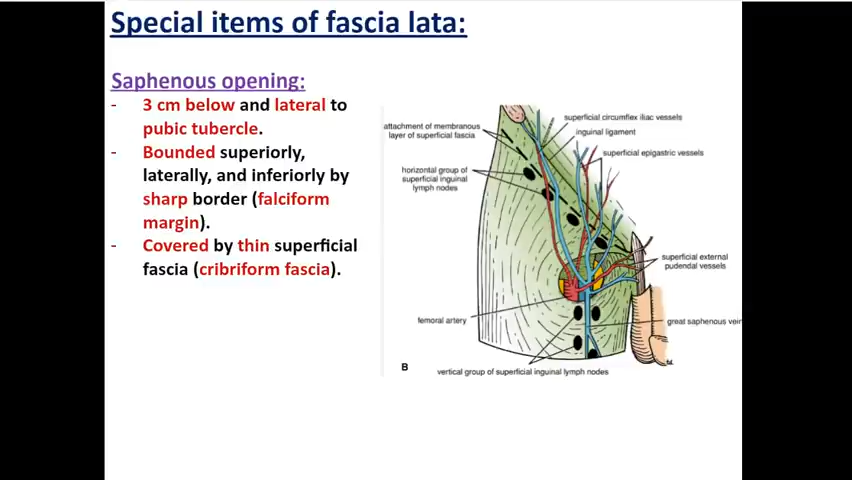 Special items of fascia lata:
Saphenous opening:
- 3 cm below and lateral to
pubic tubercle.
- Bounded superiorly,
laterally, and inferiorly by
sharp border (falciform
margin).
- Covered by thin superficial
fascia (cribriform fascia).
superficial circumflex iliac vessels
attachment of membranous
layer of superficial fascia
inguinal ligament
superficial epigastric vessels
horizontal group of
superficial inguinal
lymph nodes
superficial external
pudendal vessels
femoral artery
great saphenous vein
B
vertical group of superficial inguinal lymph nodes